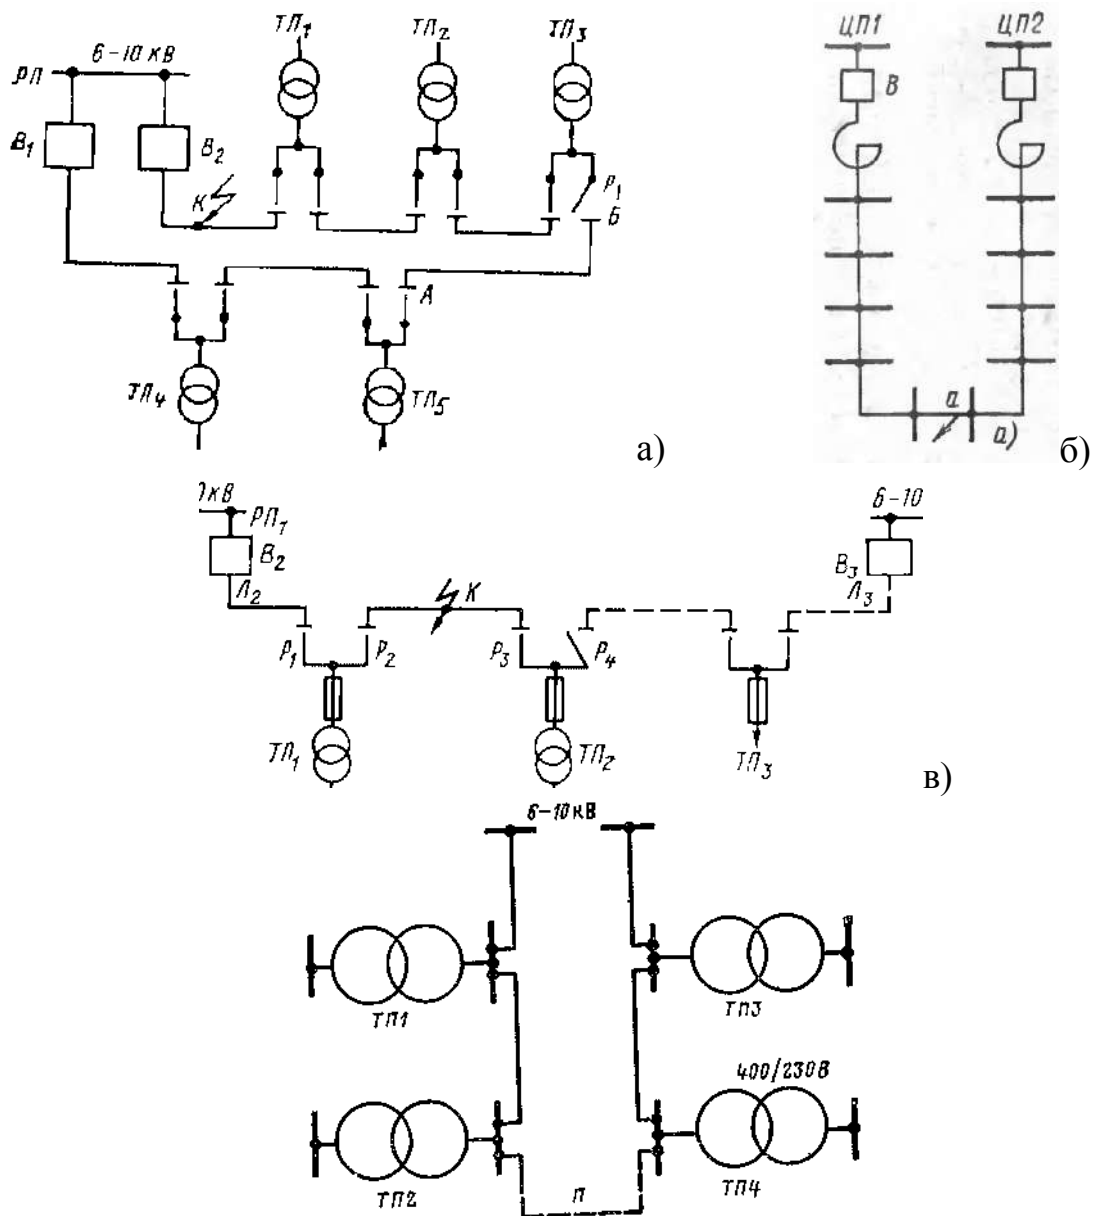 ТП₁
ТП₂
ТП₃
6-10 кВ
РП
В₁
В₂
К
Р₁
Б
А
ТП₄
ТП₅
а)
ЦП1
ЦП2
В
а
а)
б)
0кВ
РП₁
В₂
Л₂
К
6-10
В₃
Л₃
Р₁
Р₂
Р₃
Р₄
ТП₁
ТП₂
ТП₃
в)
6-10 кВ
ТП1
ТП3
400/230В
ТП2
П
ТП4